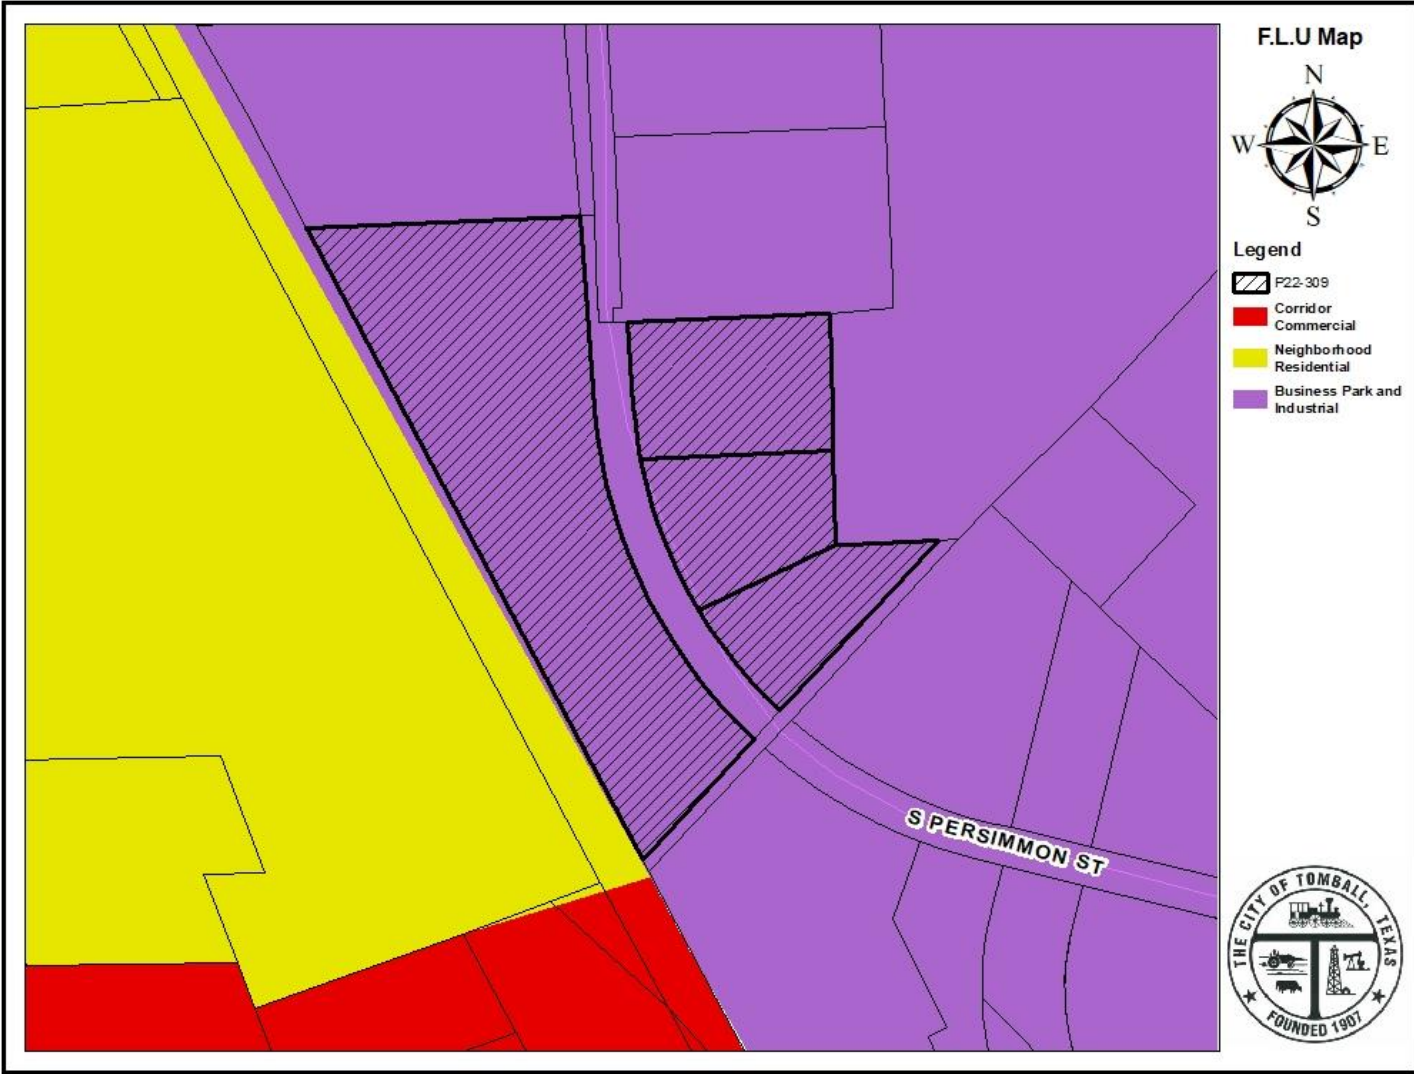 F.L.U Map
N
W E
S
Legend
P22-309
Corridor
Commercial
Neighborhood
Residential
Business Park and
Industrial
S PERSIMMON ST
THE CITY OF TOMBALL, TEXAS
FOUNDED 1907